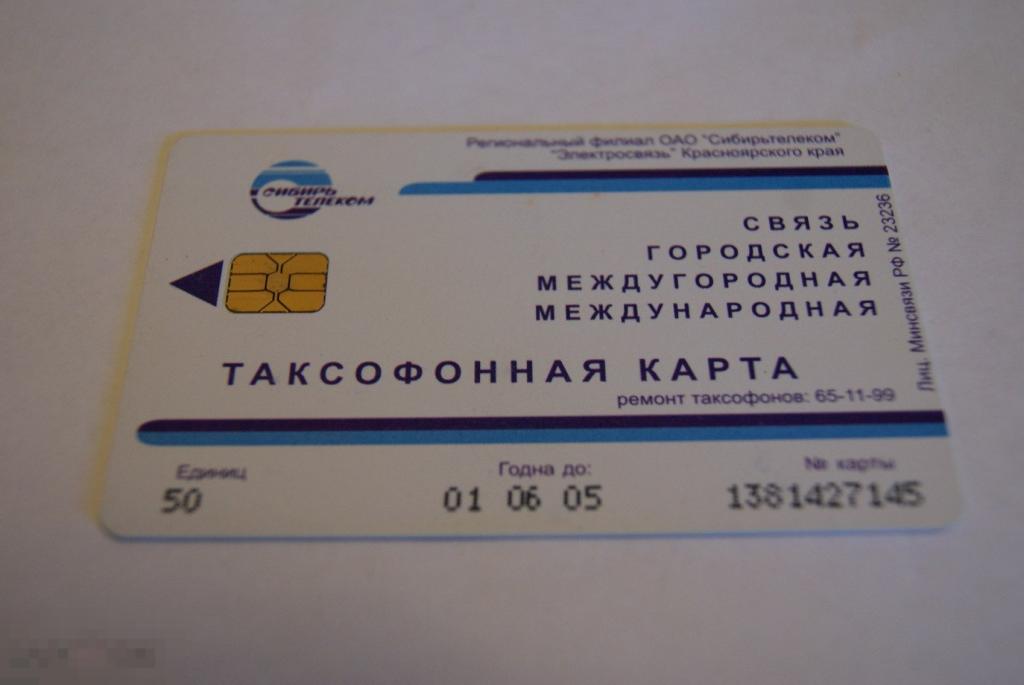 Региональный филиал ОАО "Сибирьтелеком"
"Электросвязь" Красноярского края
СИБИРЬ
ТЕЛЕКОМ
СВЯЗЬ
ГОРОДСКАЯ
МЕЖДУГОРОДНАЯ
МЕЖДУНАРОДНАЯ
Лиц. Минсвязи РФ № 23236
ТАКСОФОННАЯ КАРТА
ремонт таксофонов: 65-11-99
Единиц
50
Годна до:
01 06 05
№ карты
1381427145